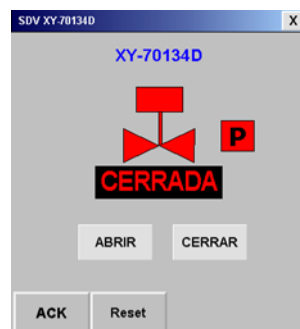 SDV XY-70134D X
XY-70134D
P
CERRADA
ABRIR CERRAR
ACK Reset